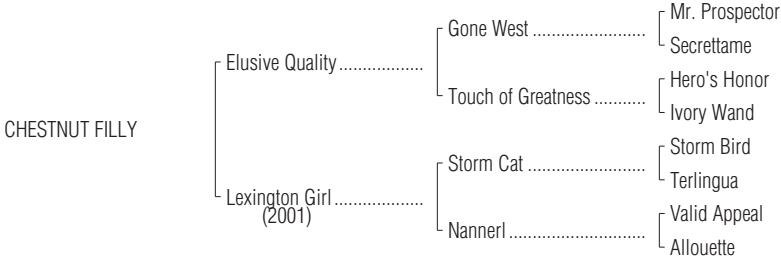 Mr. Prospector
Gone West ........................
Secrettame
Elusive Quality ..................
Hero's Honor
Touch of Greatness ...........
Ivory Wand
CHESTNUT FILLY
Storm Bird
Storm Cat .........................
Terlingua
Lexington Girl ...................
(2001)
Valid Appeal
Nannerl .............................
Allouette